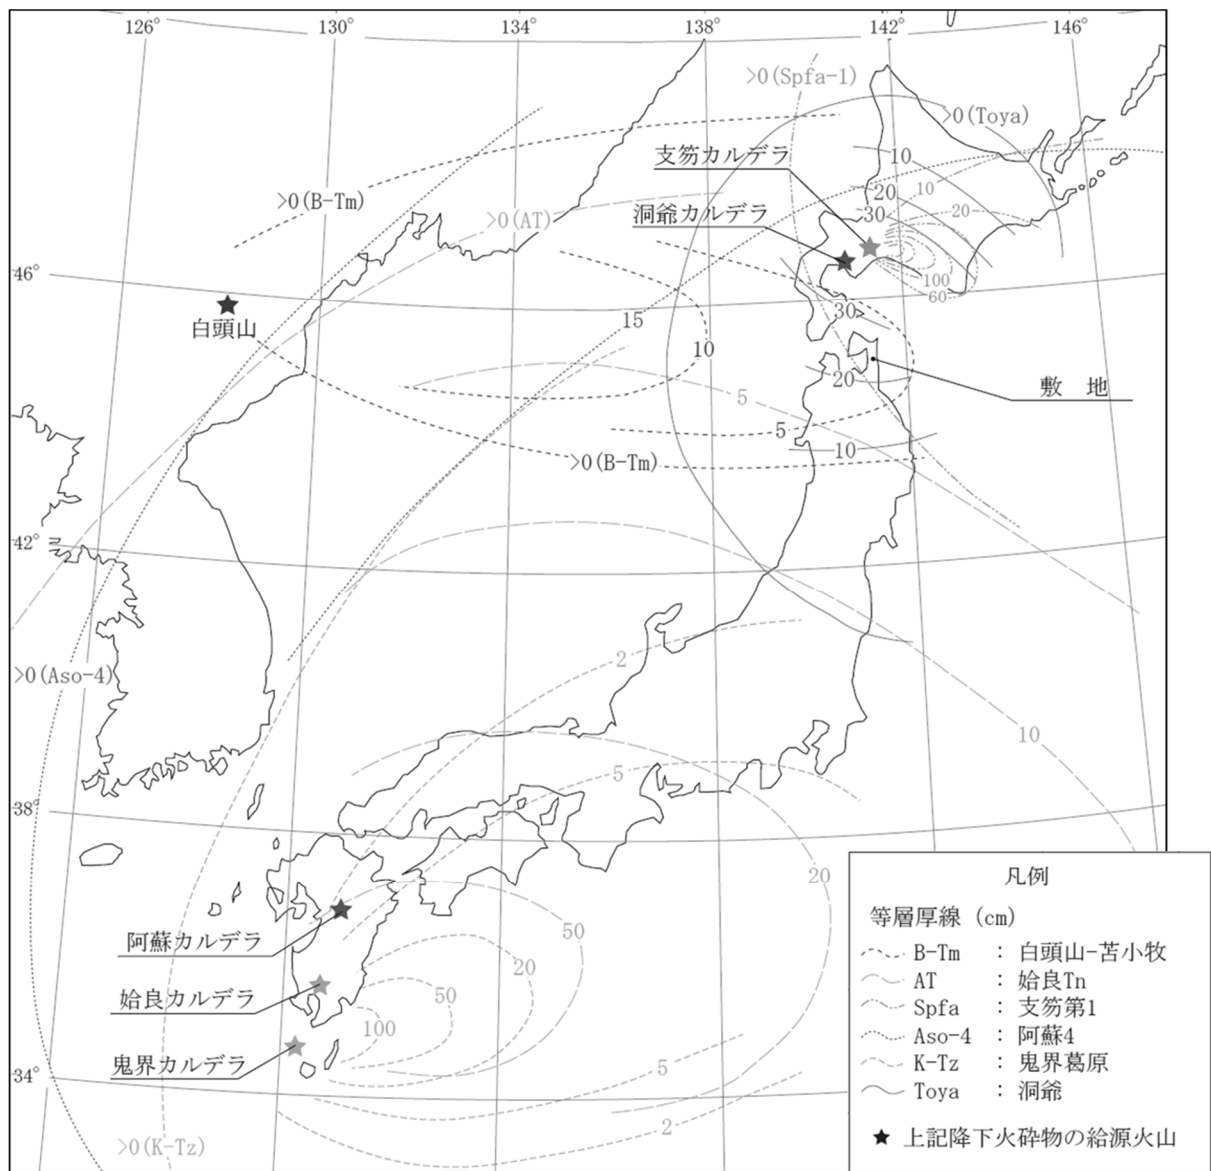 126° 130° 134° 138° 142° 146°
>0(Spfa-1)
>0(Toya)
支笏カルデラ
10
20
10
>0(B-Tm)
>0(AT)
洞爺カルデラ
30
20
46°
100
60
白頭山
15
30
10
20
敷 地
5
5
10
>0(B-Tm)
42°
2
>0(Aso-4)
10
5
38°
20
50
阿蘇カルデラ
20
姶良カルデラ
50
100
鬼界カルデラ
5
34°
2
>0(K-Tz)
凡例
等層厚線 (cm)
B-Tm : 白頭山-苫小牧
AT : 姶良Tn
Spfa : 支笏第1
Aso-4 : 阿蘇4
K-Tz : 鬼界葛原
Toya : 洞爺
★ 上記降下火砕物の給源火山